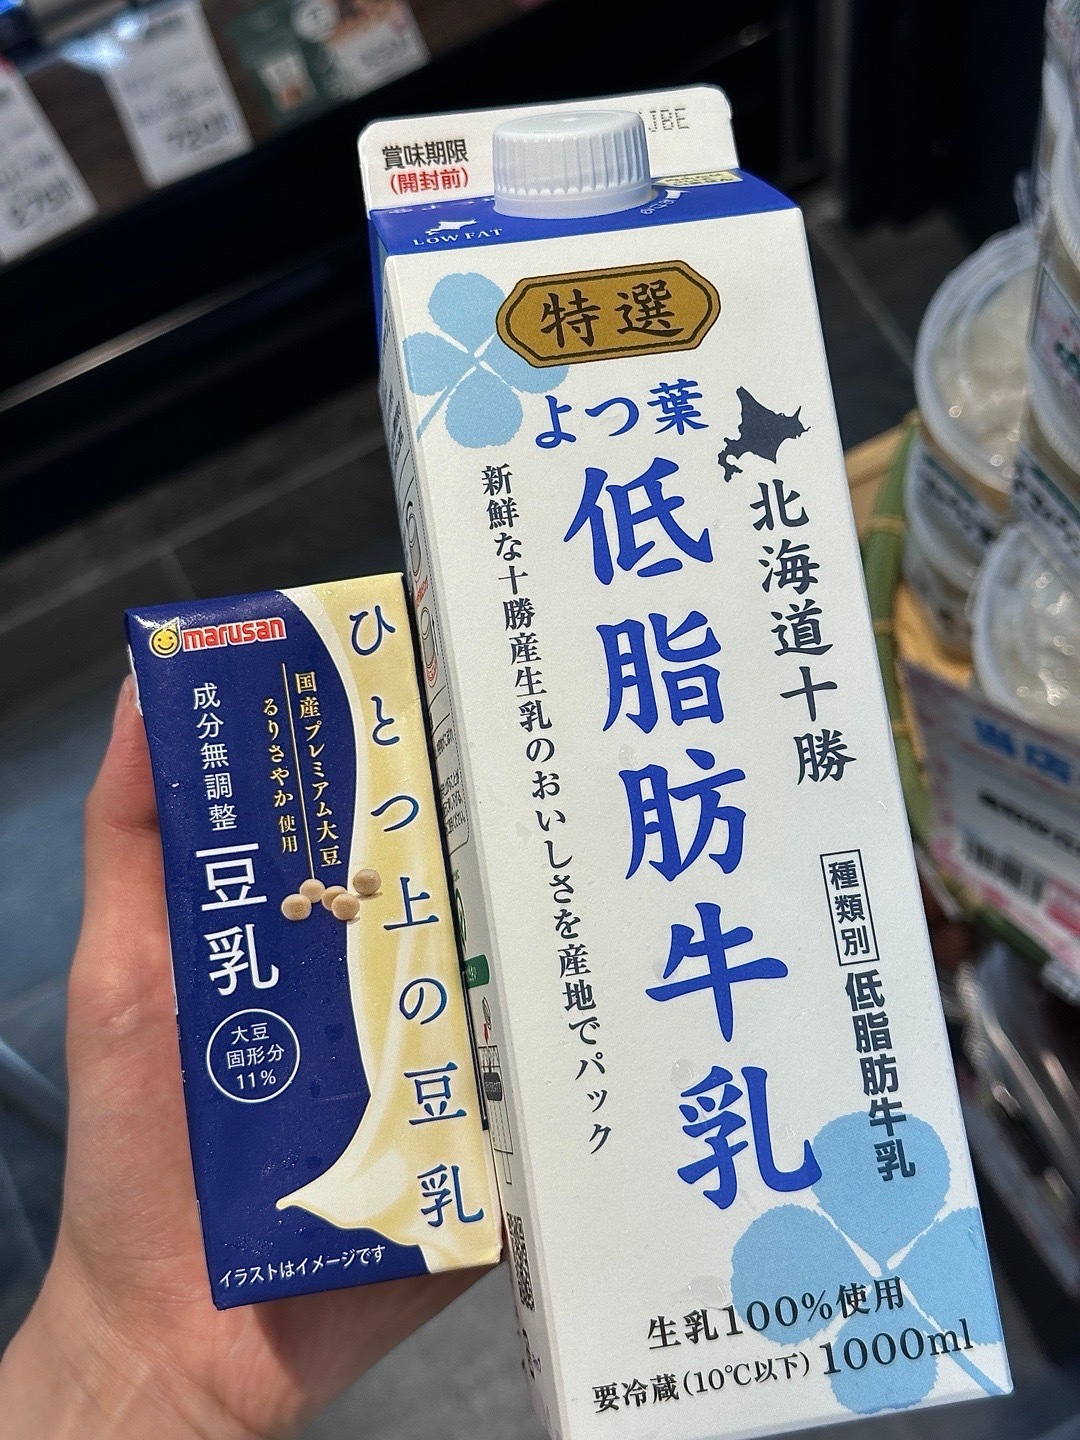 賞味期限
(開封前)
JBE
LOW FAT
特選
よつ葉
低脂肪牛乳
北海道十勝
新鮮な十勝産生乳のおいしさを産地でパック
種類別
低脂肪牛乳
生乳100%使用
要冷蔵(10℃以下) 1000ml
marusan
ひとつ上の豆乳
国産プレミアム大豆
るりさやか使用
成分無調整
豆乳
大豆
固形分
11%
イラストはイメージです
当店